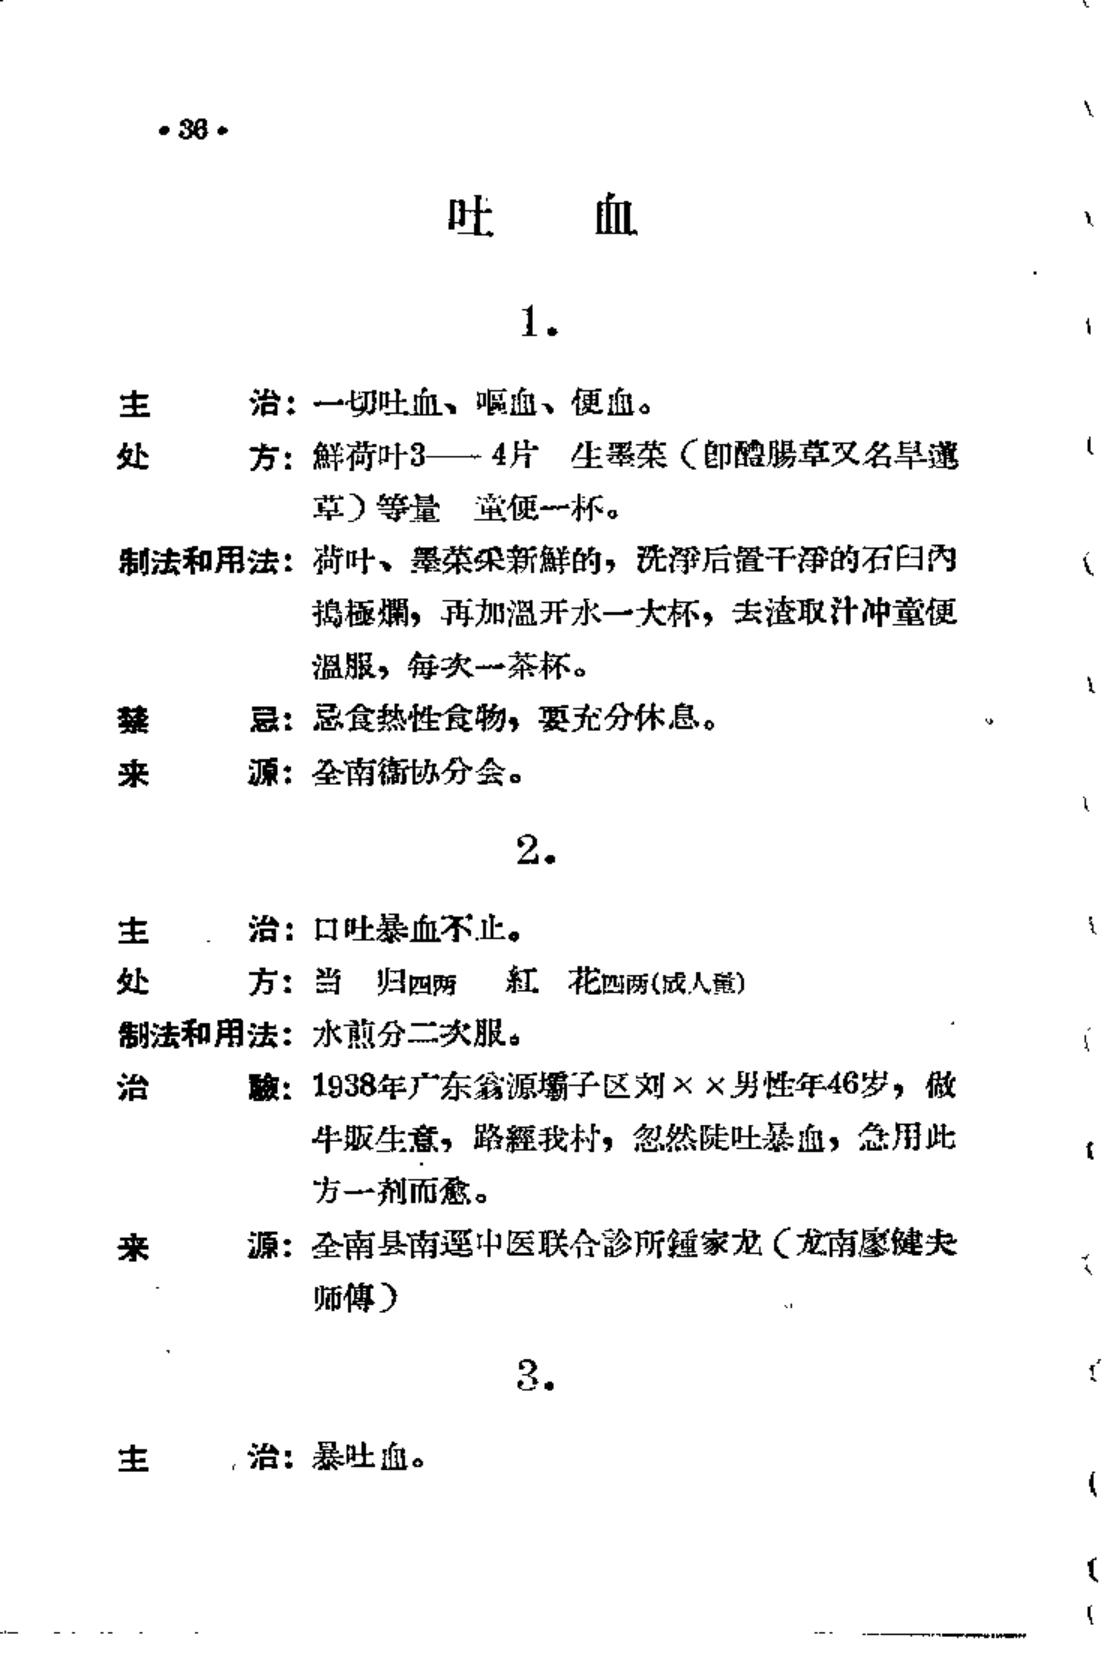 •36•
吐 血
1.
主 治：一切吐血、嘔血、便血。
处 方：鮮荷叶3——4片 生墨菜（卽醴腸草又名旱蓮
草）等量 童便一杯。
制法和用法：荷叶、墨菜采新鮮的，洗淨后置干淨的石臼內
搗極爛，再加溫开水一大杯，去渣取汁冲童便
溫服，每次一茶杯。
禁 忌：忌食热性食物，要充分休息。
来 源：全南衞协分会。
2.
主 治：口吐暴血不止。
处 方：当 归四两 紅 花四两(成人量)
制法和用法：水煎分二次服。
治 驗：1938年广东翁源壩子区刘××男性年46岁，做
牛販生意，路經我村，忽然陡吐暴血，急用此
方一剂而愈。
来 源：全南县南逕中医联合診所鍾家龙（龙南廖健夫
师傳）
3.
主 治：暴吐血。